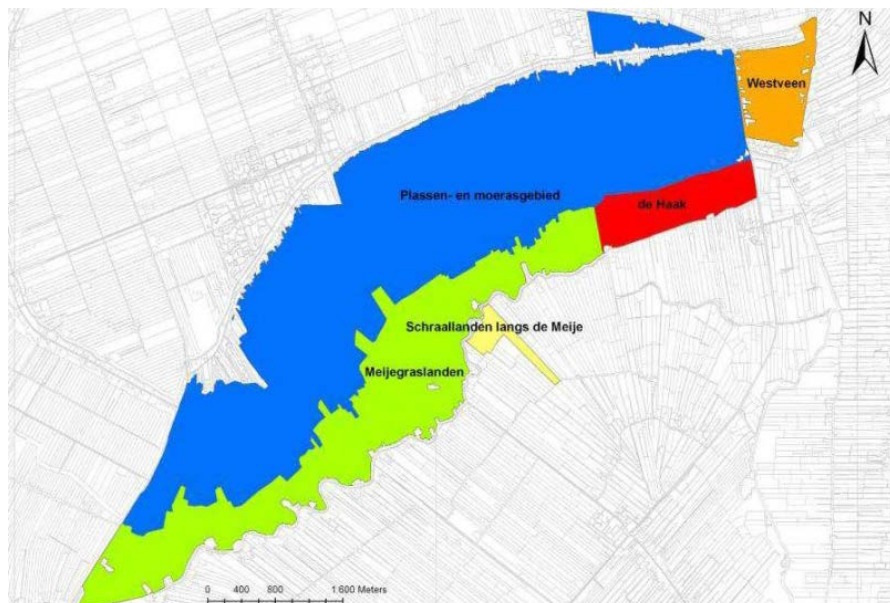 N
Westveen
Plassen- en moerasgebied
de Haak
Schraallanden langs de Meije
Meijegraslanden
0 400 800 1 600 Meters